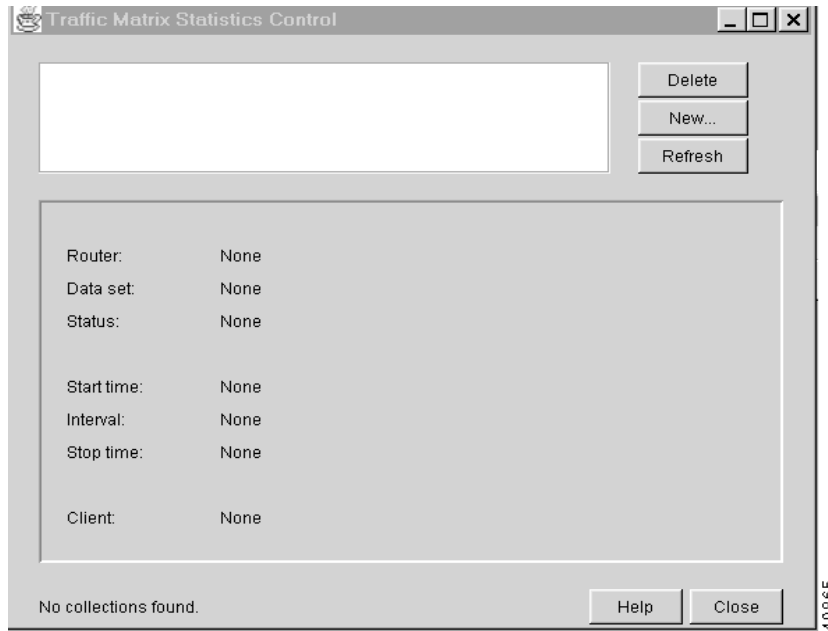 Traffic Matrix Statistics Control
Delete
New...
Refresh
Router: None
Data set: None
Status: None
Start time: None
Interval: None
Stop time: None
Client: None
No collections found.
Help
Close